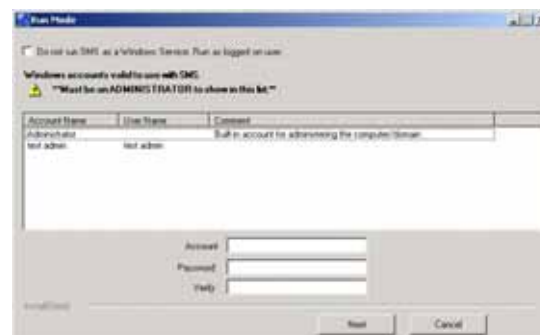 Run Mode
Do not run SMS as a Windows Service. Run as logged on user.
Windows accounts valid to use with SMS.
**Must be an ADMINISTRATOR to show in this list.**
Account Name User Name Comment
Administrator Built-in account for administering the computer/domain
test admin test admin
Account
Password
Verify
InstallShield
Next Cancel